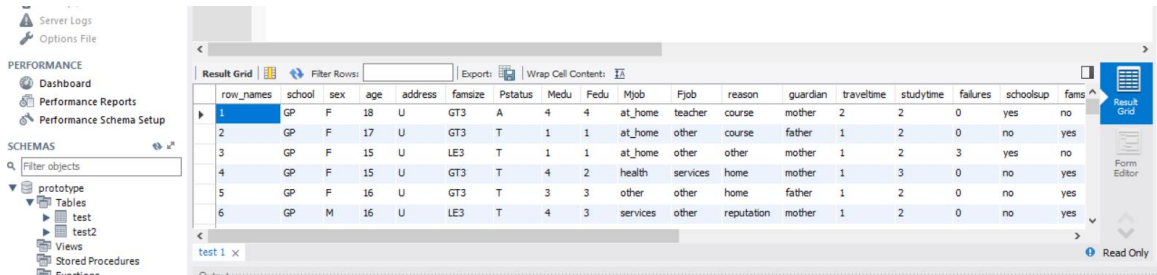 Server Logs
Options File
PERFORMANCE
Dashboard
Performance Reports
Performance Schema Setup
SCHEMAS
Filter objects
prototype
Tables
test
test2
Views
Stored Procedures
Functions
Result Grid Filter Rows: Export: Wrap Cell Content:
row_names school sex age address famsize Pstatus Medu Fedu Mjob Fjob reason guardian traveltime studytime failures schoolsup fams
1 GP F 18 U GT3 A 4 4 at_home teacher course mother 2 2 0 yes no
2 GP F 17 U GT3 T 1 1 at_home other course father 1 2 0 no yes
3 GP F 15 U LE3 T 1 1 at_home other other mother 1 2 3 yes no
4 GP F 15 U GT3 T 4 2 health services home mother 1 3 0 no yes
5 GP F 16 U GT3 T 3 3 other other home father 1 2 0 no yes
6 GP M 16 U LE3 T 4 3 services other reputation mother 1 2 0 no yes
test 1
Result
Grid
Form
Editor
Read Only